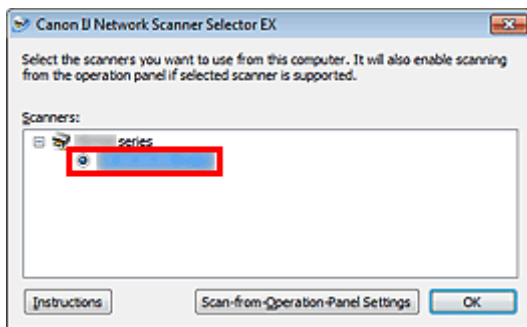 Canon IJ Network Scanner Selector EX
Select the scanners you want to use from this computer. It will also enable scanning
from the operation panel if selected scanner is supported.
Scanners:
series
Instructions
Scan-from-Operation-Panel Settings
OK